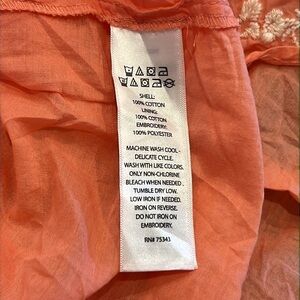 SHELL:
100% COTTON
LINING:
100% COTTON
EMBROIDERY:
100% POLYESTER
MACHINE WASH COOL -
DELICATE CYCLE.
WASH WITH LIKE COLORS.
ONLY NON-CHLORINE
BLEACH WHEN NEEDED.
TUMBLE DRY LOW.
LOW IRON IF NEEDED.
IRON ON REVERSE.
DO NOT IRON ON
EMBROIDERY.
RN# 75343